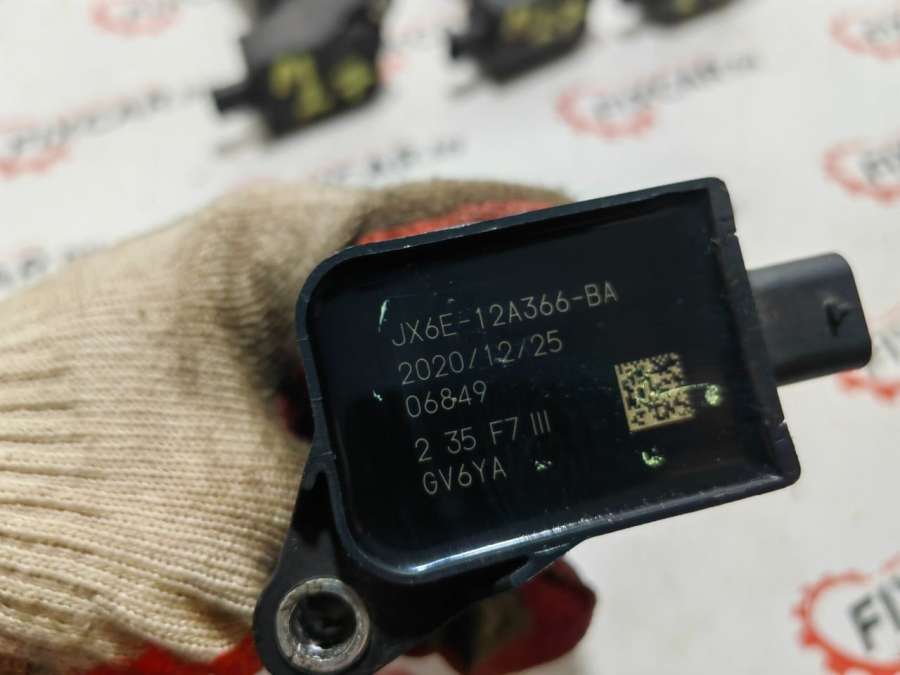 JX6E-12A366-BA
2020/12/25
06849
2 35 F7 III
GV6YA